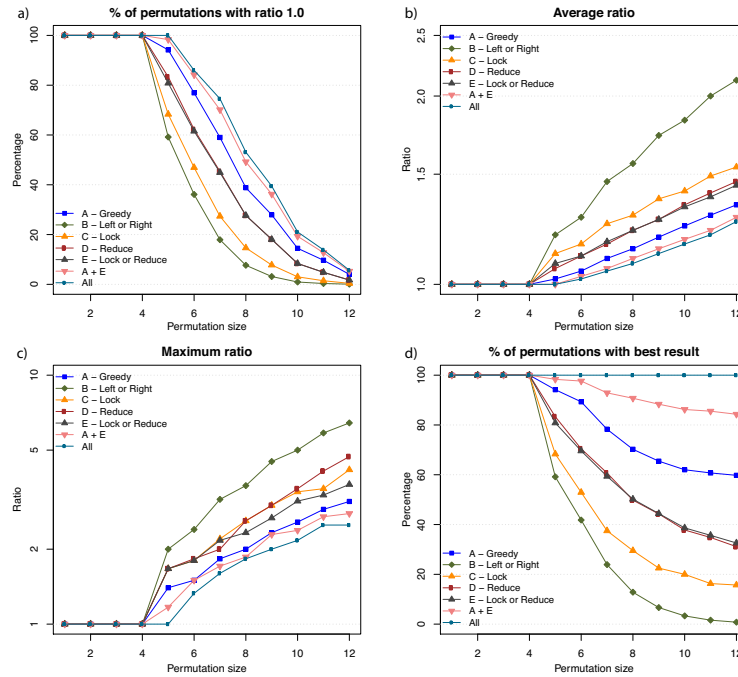 a)
% of permutations with ratio 1.0
Percentage
100
80
60
40
20
0
2 4 6 8 10 12
Permutation size
A – Greedy
B – Left or Right
C – Lock
D – Reduce
E – Lock or Reduce
A + E
All
b)
Average ratio
Ratio
2.5
2.0
1.5
1.0
2 4 6 8 10 12
Permutation size
A – Greedy
B – Left or Right
C – Lock
D – Reduce
E – Lock or Reduce
A + E
All
c)
Maximum ratio
Ratio
10
5
2
1
2 4 6 8 10 12
Permutation size
A – Greedy
B – Left or Right
C – Lock
D – Reduce
E – Lock or Reduce
A + E
All
d)
% of permutations with best result
Percentage
100
80
60
40
20
0
2 4 6 8 10 12
Permutation size
A – Greedy
B – Left or Right
C – Lock
D – Reduce
E – Lock or Reduce
A + E
All